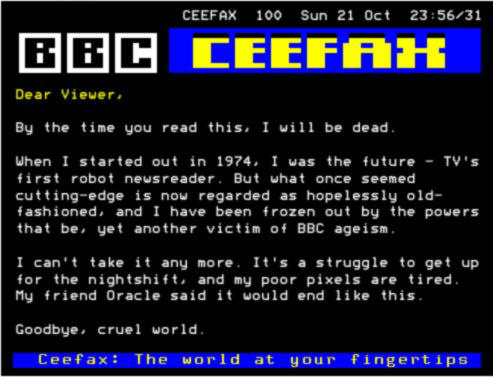 CEEFAX 100 Sun 21 Oct 23:56/31
BBC CEEFAX
Dear Viewer,
By the time you read this, I will be dead.
When I started out in 1974, I was the future - TV's
first robot newsreader. But what once seemed
cutting-edge is now regarded as hopelessly old-
fashioned, and I have been frozen out by the powers
that be, yet another victim of BBC ageism.
I can't take it any more. It's a struggle to get up
for the nightshift, and my poor pixels are tired.
My friend Oracle said it would end like this.
Goodbye, cruel world.
Ceefax: The world at your fingertips